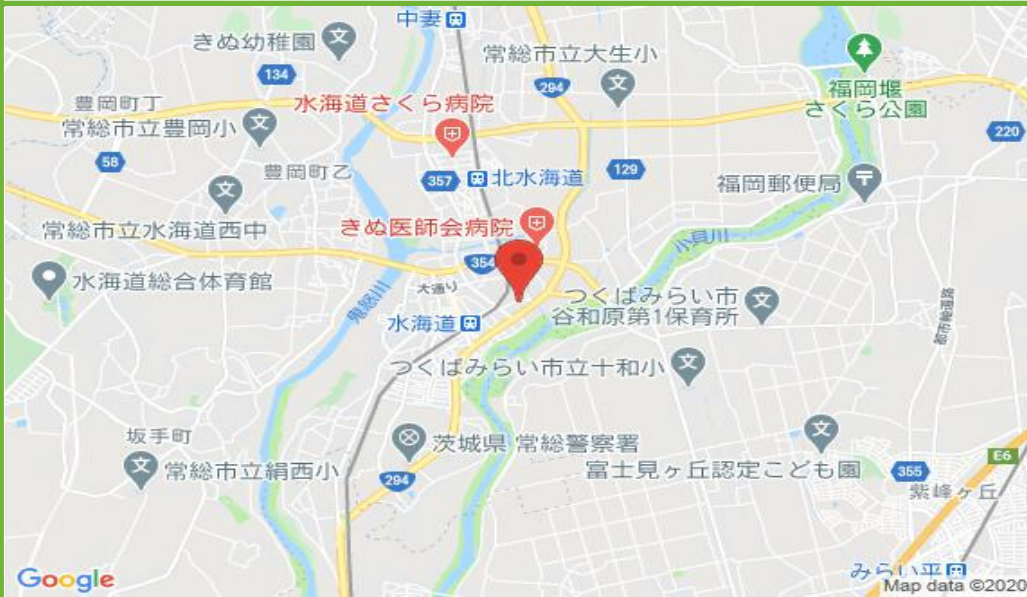 中妻
きぬ幼稚園
常総市立大生小
134
294
豊岡町丁
水海道さくら病院
福岡堰
さくら公園
常総市立豊岡小
220
58
豊岡町乙
357
北水海道
129
福岡郵便局
常総市立水海道西中
きぬ医師会病院
小貝川
354
水海道総合体育館
大通り
つくばみらい市
谷和原第1保育所
鬼怒川
水海道
都市軸道路
つくばみらい市立十和小
坂手町
茨城県 常総警察署
常総市立絹西小
294
富士見ヶ丘認定こども園
355
E6
紫峰ヶ丘
みらい平
Google
Map data ©2020